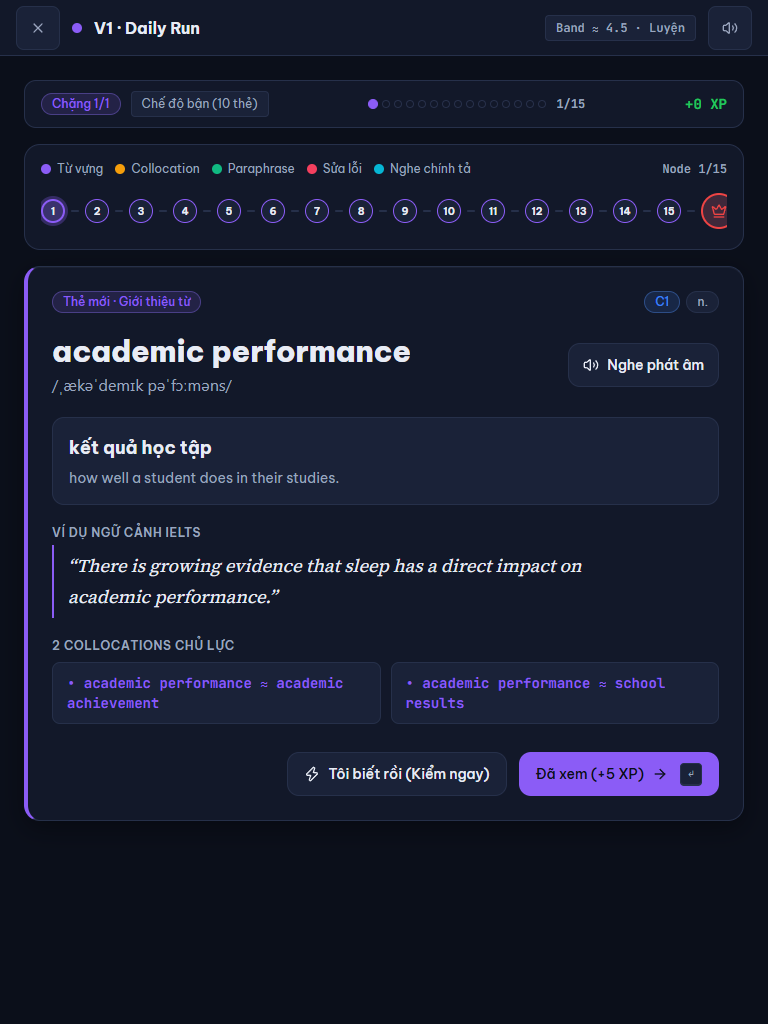 V1 · Daily Run
Band ≈ 4.5 · Luyện
Chặng 1/1
Chế độ bận (10 thẻ)
1/15
+0 XP
Từ vựng
Collocation
Paraphrase
Sửa lỗi
Nghe chính tả
Node 1/15
1 2 3 4 5 6 7 8 9 10 11 12 13 14 15
Thẻ mới · Giới thiệu từ
C1
n.
academic performance
/ˌækəˈdemɪk pəˈfɔːməns/
Nghe phát âm
kết quả học tập
how well a student does in their studies.
VÍ DỤ NGỮ CẢNH IELTS
“There is growing evidence that sleep has a direct impact on
academic performance.”
2 COLLOCATIONS CHỦ LỰC
• academic performance ≈ academic
achievement
• academic performance ≈ school
results
Tôi biết rồi (Kiểm ngay)
Đã xem (+5 XP) → ↵